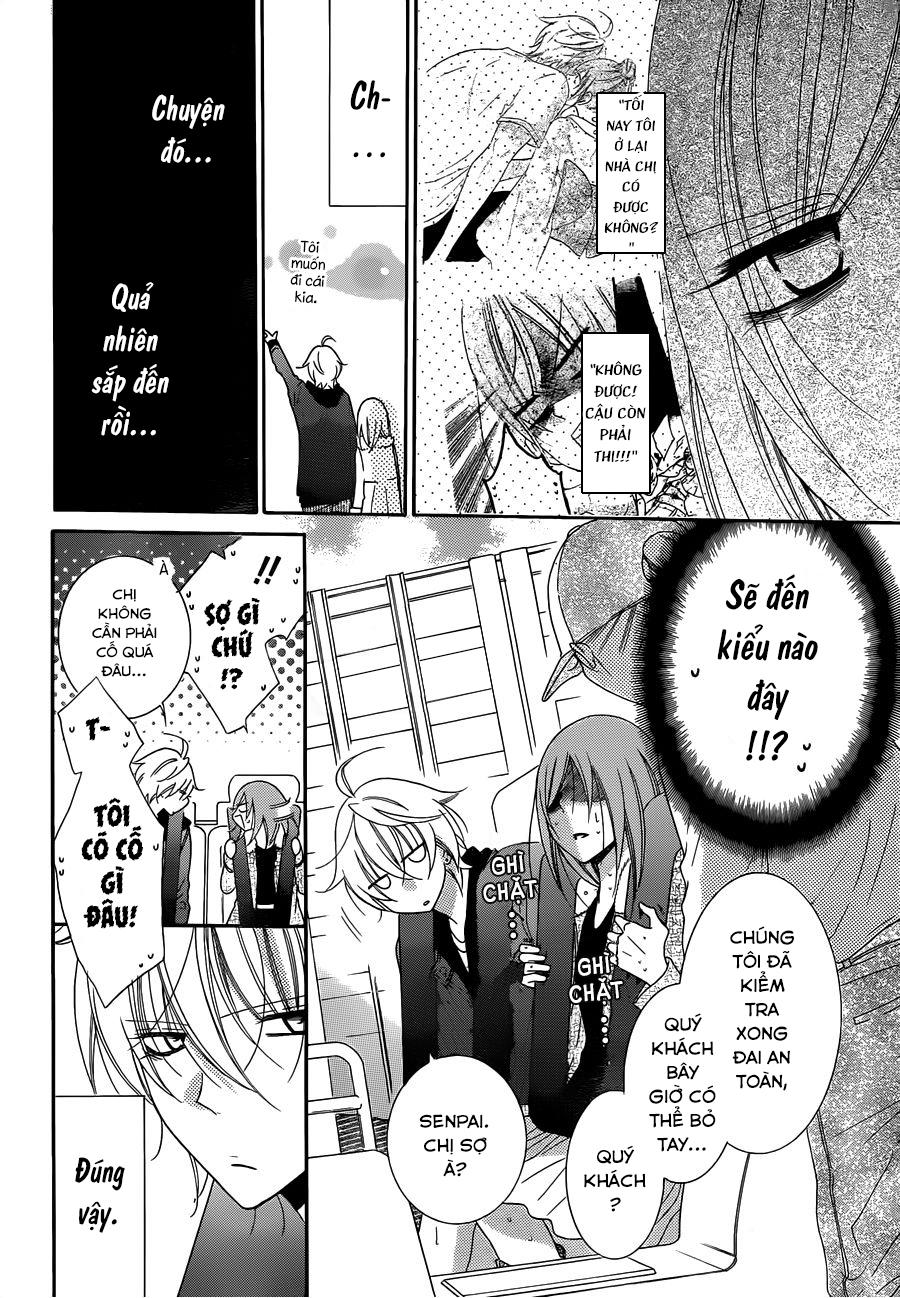 "TỐI
NAY TÔI
Ở LẠI
NHÀ CHỊ
CÓ
ĐƯỢC
KHÔNG?
"
"KHÔNG
ĐƯỢC!
CẬU CÒN
PHẢI
THI!!!"
Ch-
...
Tôi
muốn
đi cái
kia.
Chuyện
đó...
Quả
nhiên
sắp đến
rồi...
Sẽ đến
kiểu nào
đây
!!?
CHÚNG
TÔI ĐÃ
KIỂM
TRA
XONG
ĐAI AN
TOÀN,
QUÝ
KHÁCH
BÂY
GIỜ CÓ
THỂ BỎ
TAY...
QUÝ
KHÁCH
?
GHÌ
CHẶT
...
GHÌ
CHẶT
...
SENPAI.
CHỊ SỢ
À?
!!
SỢ GÌ
CHỨ
!?
À
CHỊ
KHÔNG
CẦN PHẢI
CỐ QUÁ
ĐÂU...
T-
TÔI
CÓ CỐ
GÌ
ĐÂU!
Đúng
vậy.